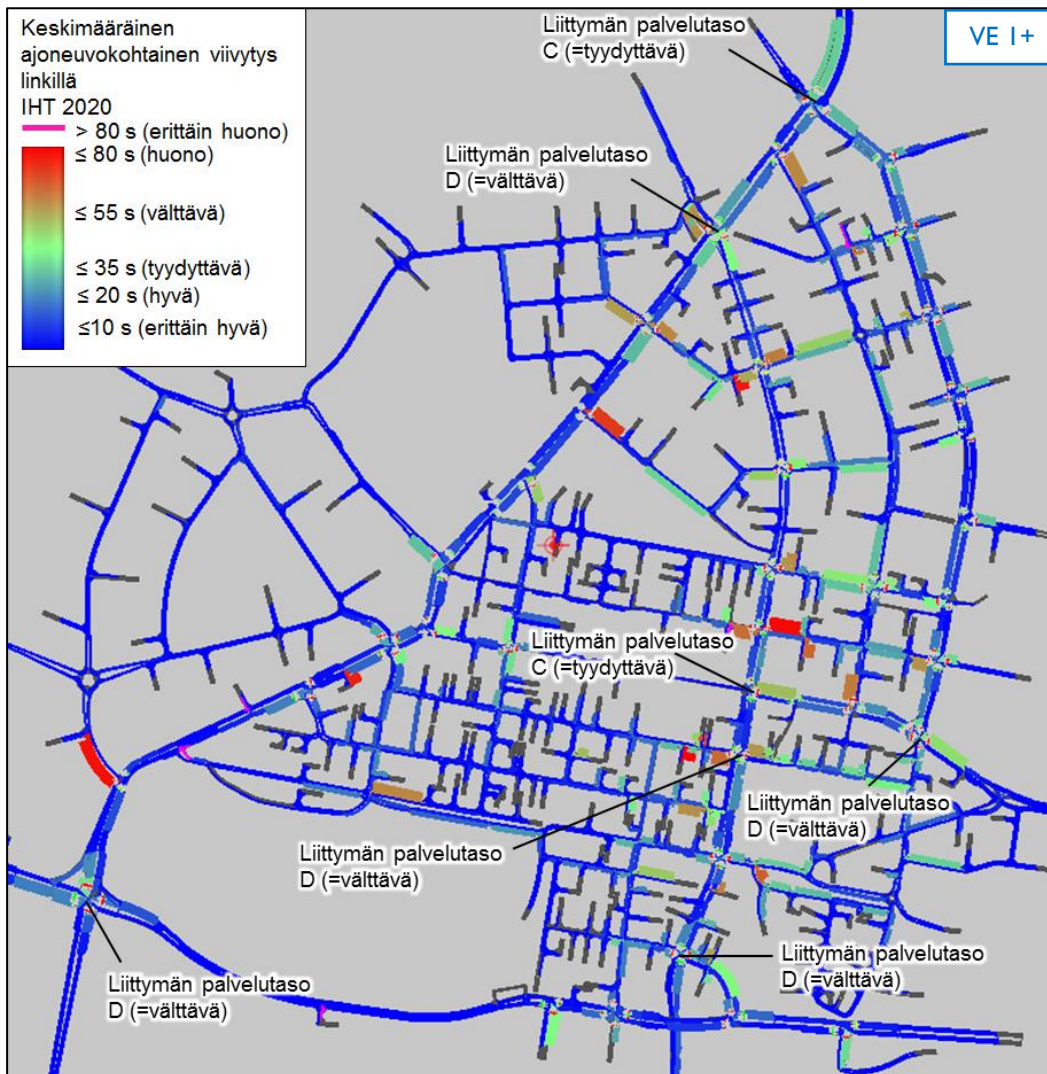 Keskimääräinen
ajoneuvokohtainen viivytys
linkillä
IHT 2020
> 80 s (erittäin huono)
≤ 80 s (huono)
≤ 55 s (välttävä)
≤ 35 s (tyydyttävä)
≤ 20 s (hyvä)
≤10 s (erittäin hyvä)
Liittymän palvelutaso
C (=tyydyttävä)
VE 1+
Liittymän palvelutaso
D (=välttävä)
Liittymän palvelutaso
C (=tyydyttävä)
Liittymän palvelutaso
D (=välttävä)
Liittymän palvelutaso
D (=välttävä)
Liittymän palvelutaso
D (=välttävä)
Liittymän palvelutaso
D (=välttävä)